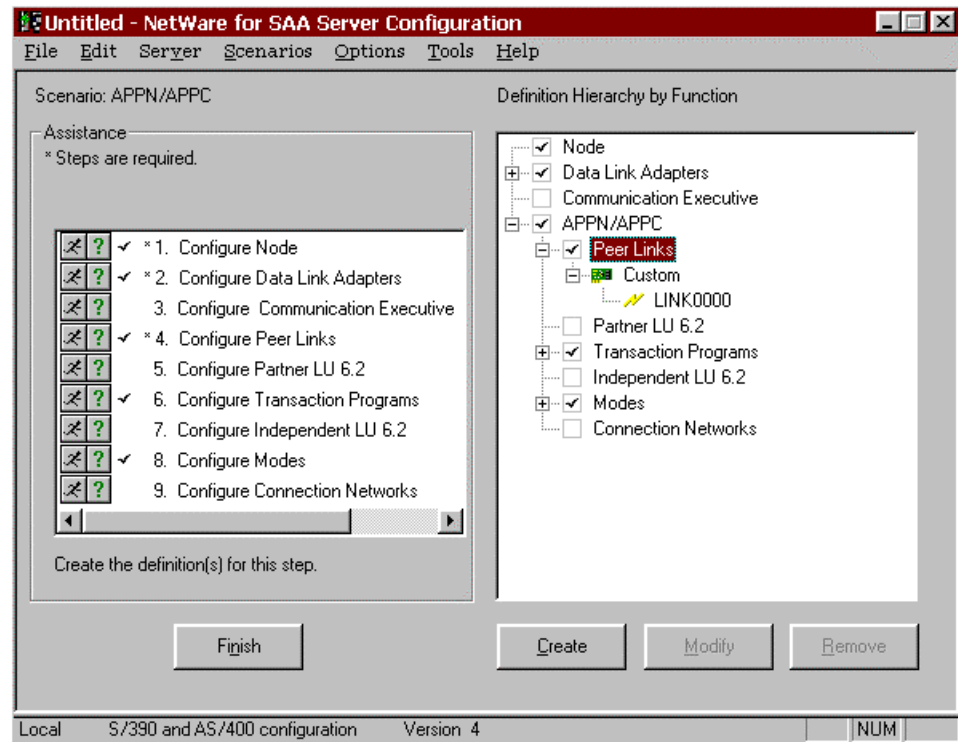 Untitled - NetWare for SAA Server Configuration
File Edit Server Scenarios Options Tools Help
Scenario: APPN/APPC
Definition Hierarchy by Function
Assistance
* Steps are required.
? ✓ * 1. Configure Node
? ✓ * 2. Configure Data Link Adapters
? 3. Configure Communication Executive
? ✓ * 4. Configure Peer Links
? 5. Configure Partner LU 6.2
? ✓ 6. Configure Transaction Programs
? 7. Configure Independent LU 6.2
? ✓ 8. Configure Modes
? 9. Configure Connection Networks
Create the definition(s) for this step.
Finish
Node
Data Link Adapters
Communication Executive
APPN/APPC
Peer Links
Custom
LINK0000
Partner LU 6.2
Transaction Programs
Independent LU 6.2
Modes
Connection Networks
Create Modify Remove
Local S/390 and AS/400 configuration Version 4 NUM